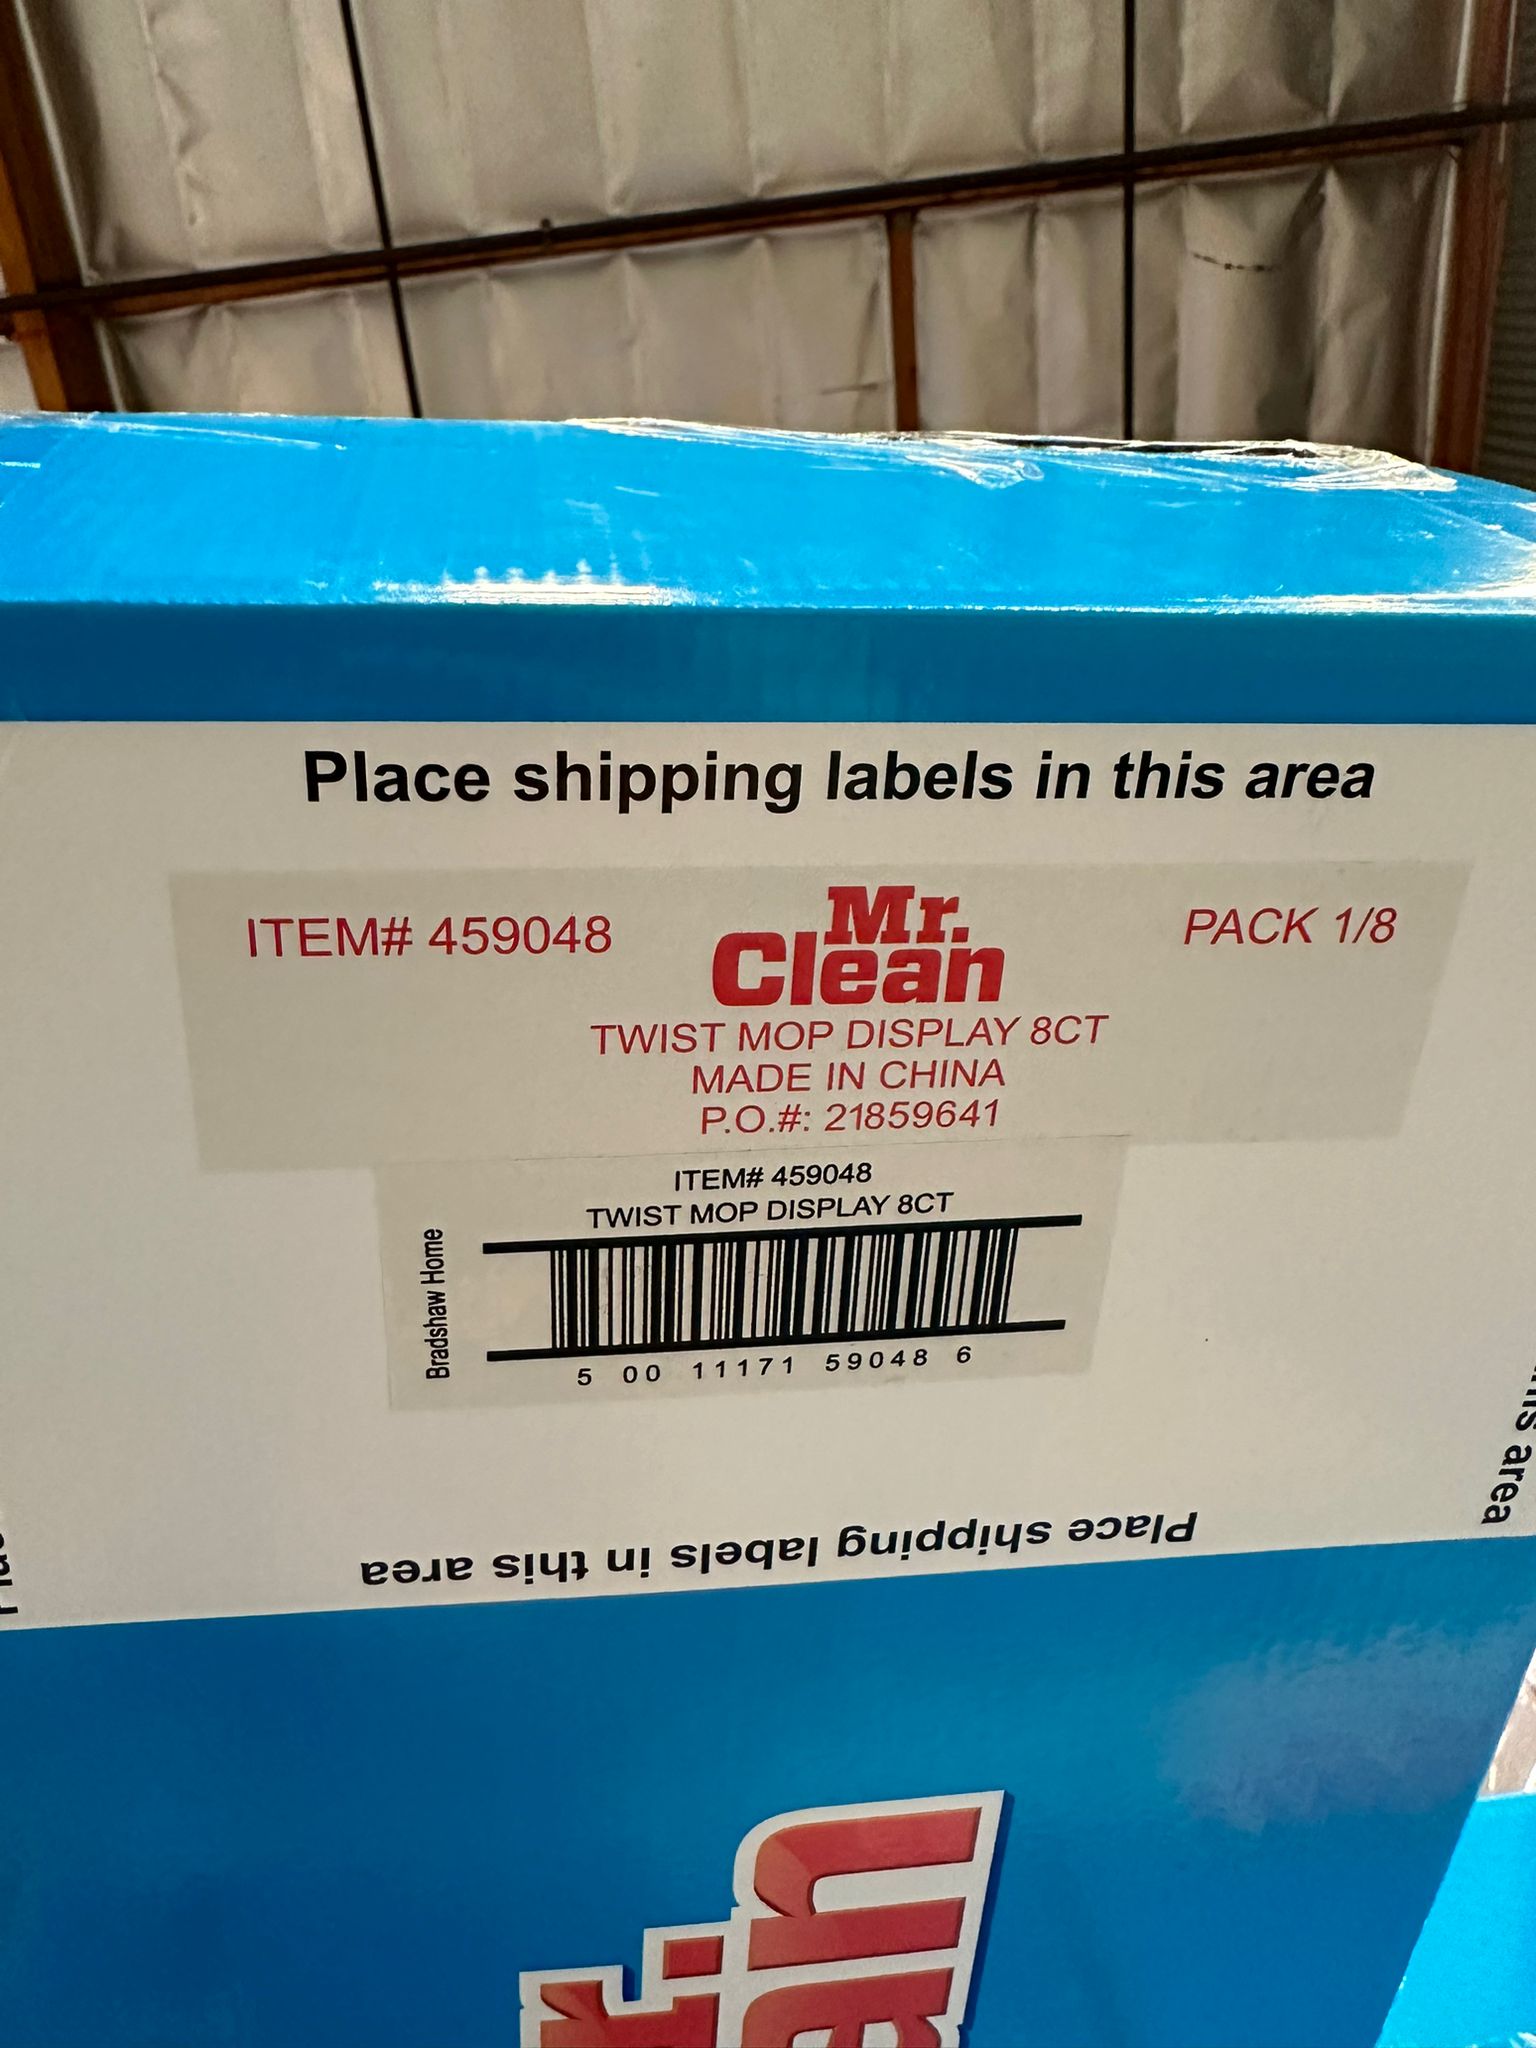 Place shipping labels in this area
ITEM# 459048
Mr.
Clean
PACK 1/8
TWIST MOP DISPLAY 8CT
MADE IN CHINA
P.O.#: 21859641
ITEM# 459048
TWIST MOP DISPLAY 8CT
Bradshaw Home
5 00 11171 59048 6
Place shipping labels in this area
area